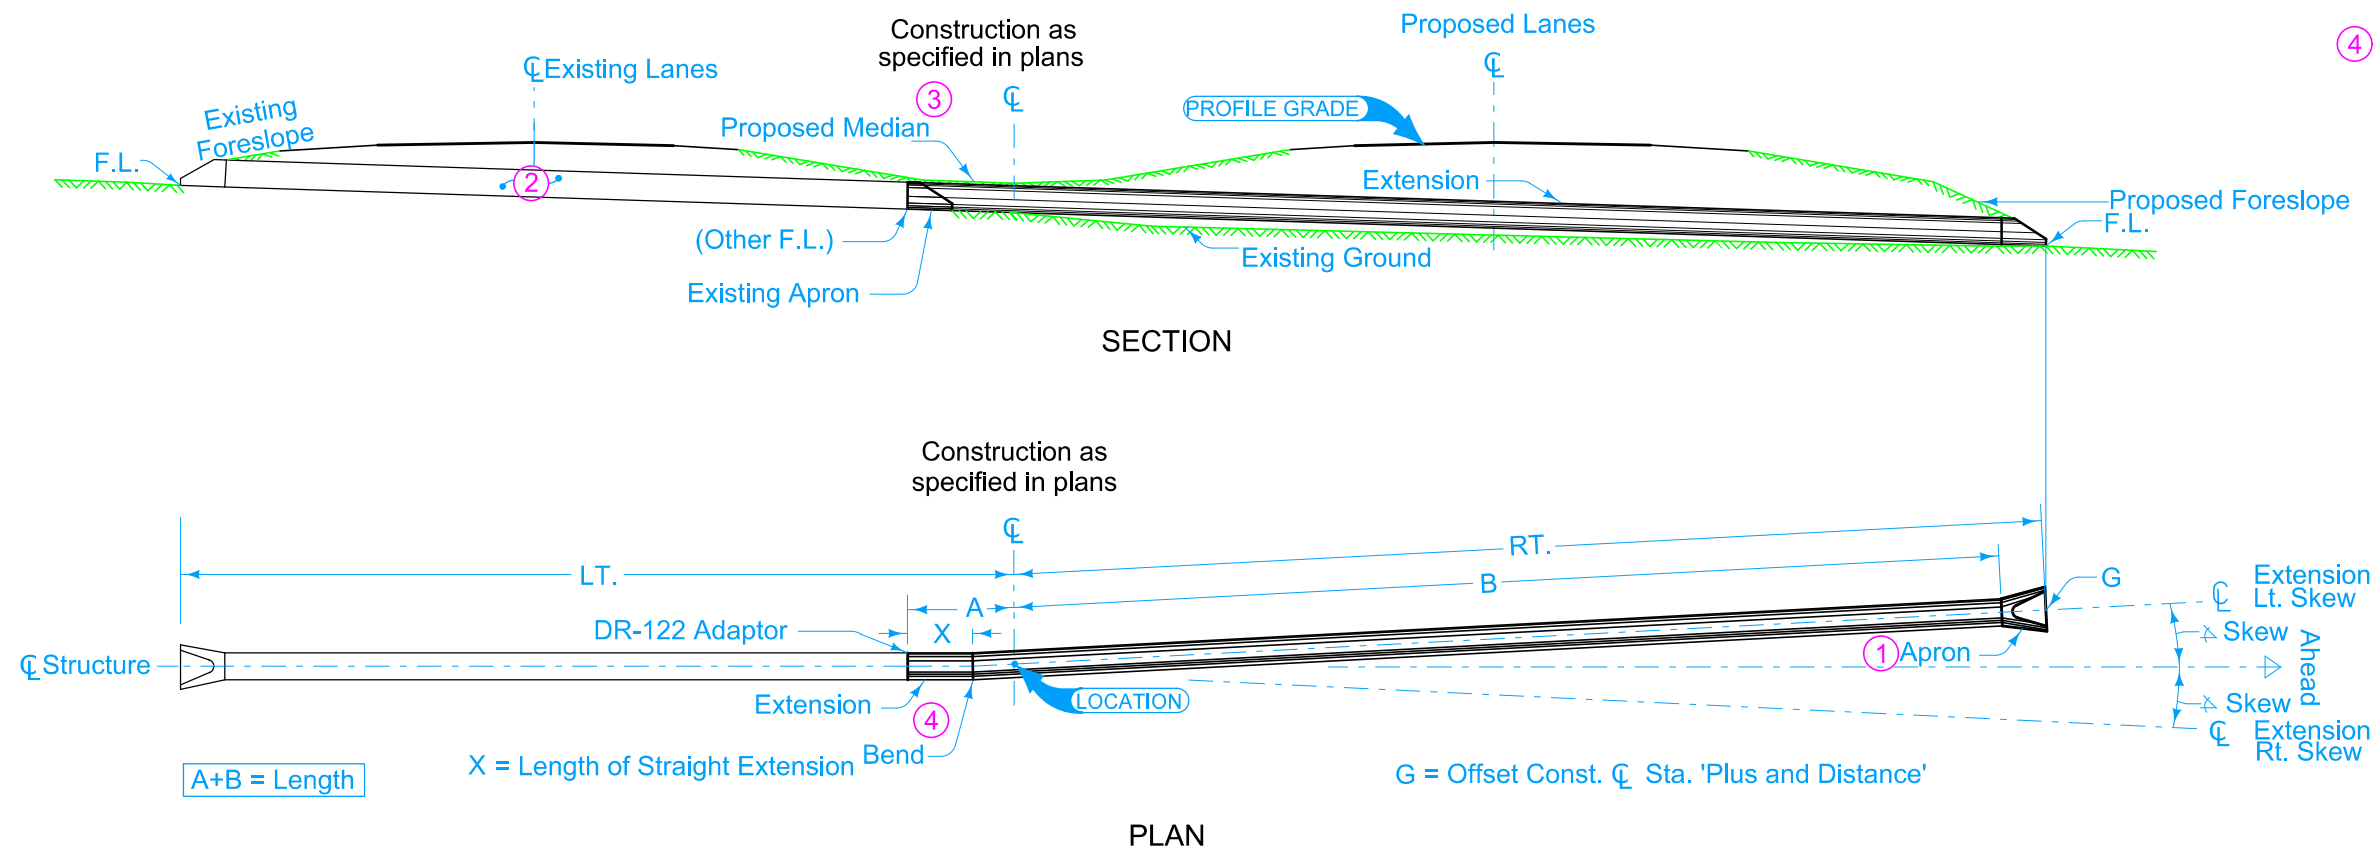 Construction as
specified in plans
Proposed Lanes
4
℄ Existing Lanes
℄
℄
3
Existing
Foreslope
Proposed Median
PROFILE GRADE
F.L.
2
Extension
Proposed Foreslope
F.L.
(Other F.L.)
Existing Ground
Existing Apron
SECTION
Construction as
specified in plans
℄
RT.
LT.
B
G
Extension
℄ Lt. Skew
A
DR-122 Adaptor
X
Skew
℄ Structure
1 Apron
Ahead
LOCATION
Extension
4
Skew
Bend
℄ Extension
Rt. Skew
A+B = Length
X = Length of Straight Extension
G = Offset Const. ℄ Sta. 'Plus and Distance'
PLAN